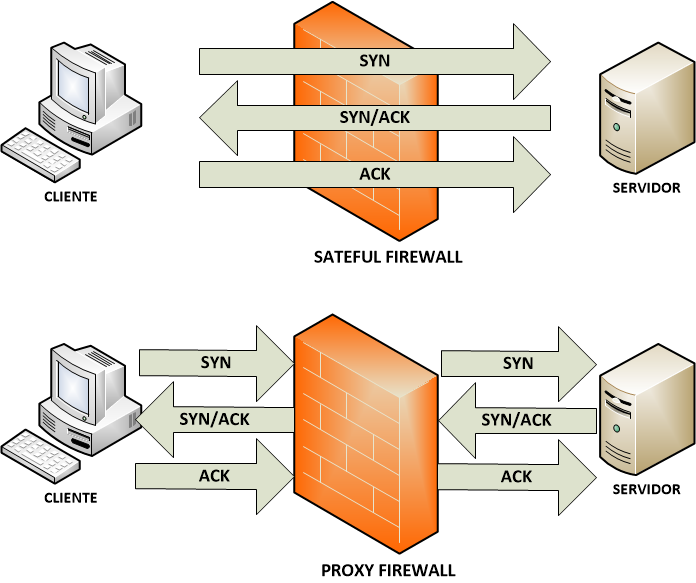 SYN
SYN/ACK
ACK
CLIENTE
SERVIDOR
SATEFUL FIREWALL
SYN
SYN
SYN/ACK
SYN/ACK
ACK
ACK
CLIENTE
SERVIDOR
PROXY FIREWALL